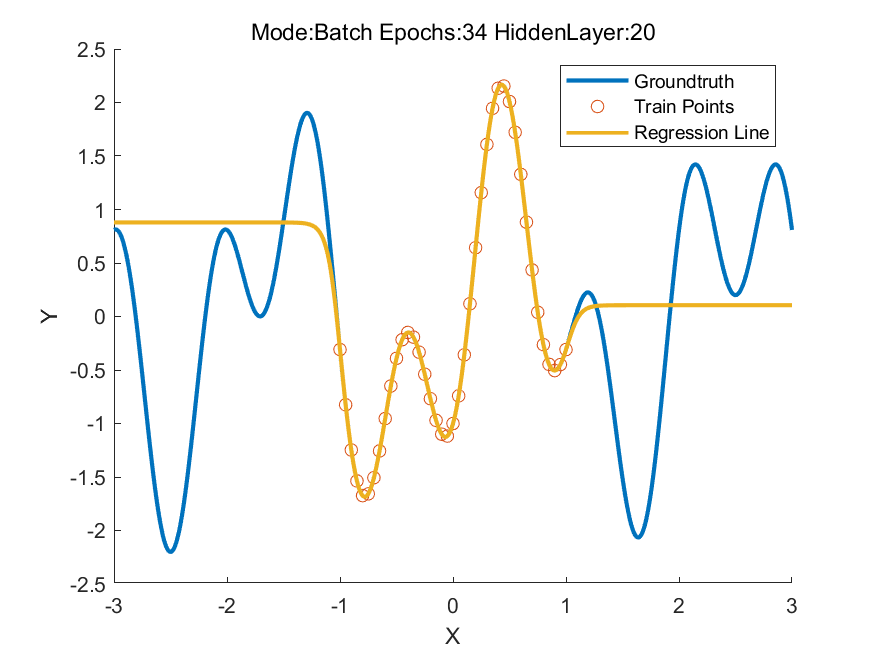 Mode:Batch Epochs:34 HiddenLayer:20
2.5
2
1.5
1
0.5
0
-0.5
-1
-1.5
-2
-2.5
Y
Groundtruth
Train Points
Regression Line
-3 -2 -1 0 1 2 3
X